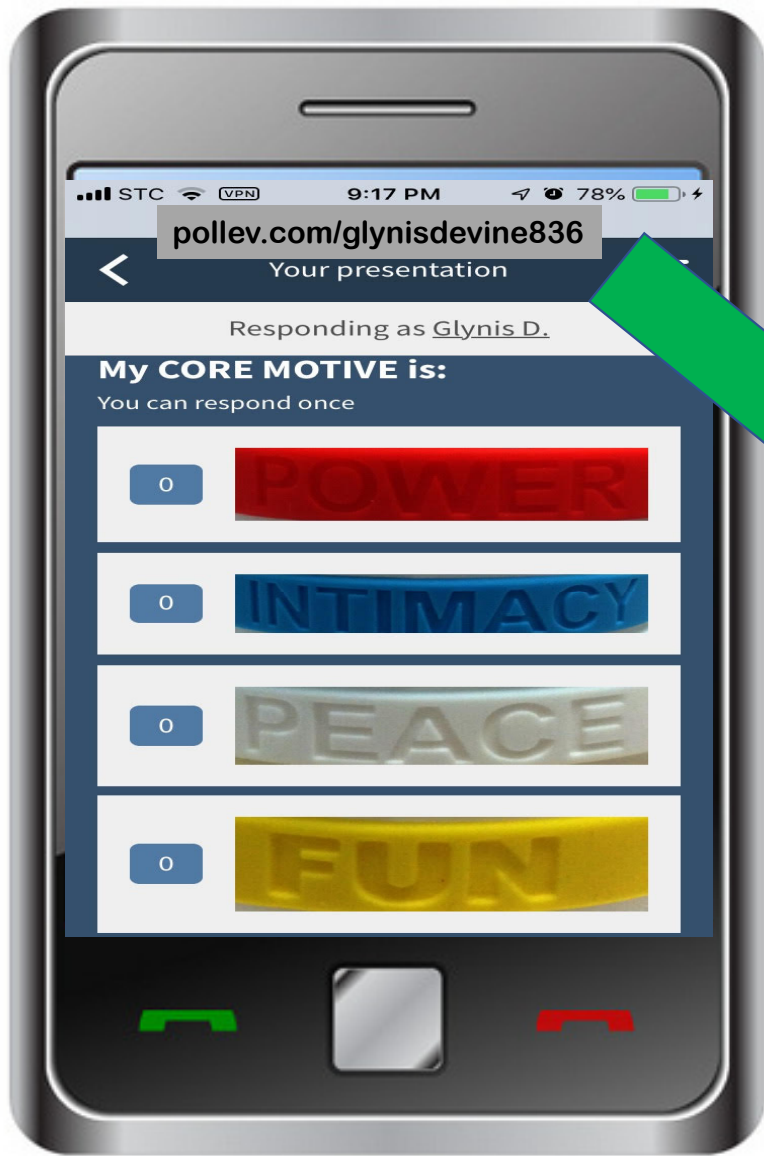 STC VPN 9:17 PM 78%
pollev.com/glynisdevine836
Your presentation
Responding as Glynis D.
My CORE MOTIVE is:
You can respond once
0 POWER
0 INTIMACY
0 PEACE
0 FUN